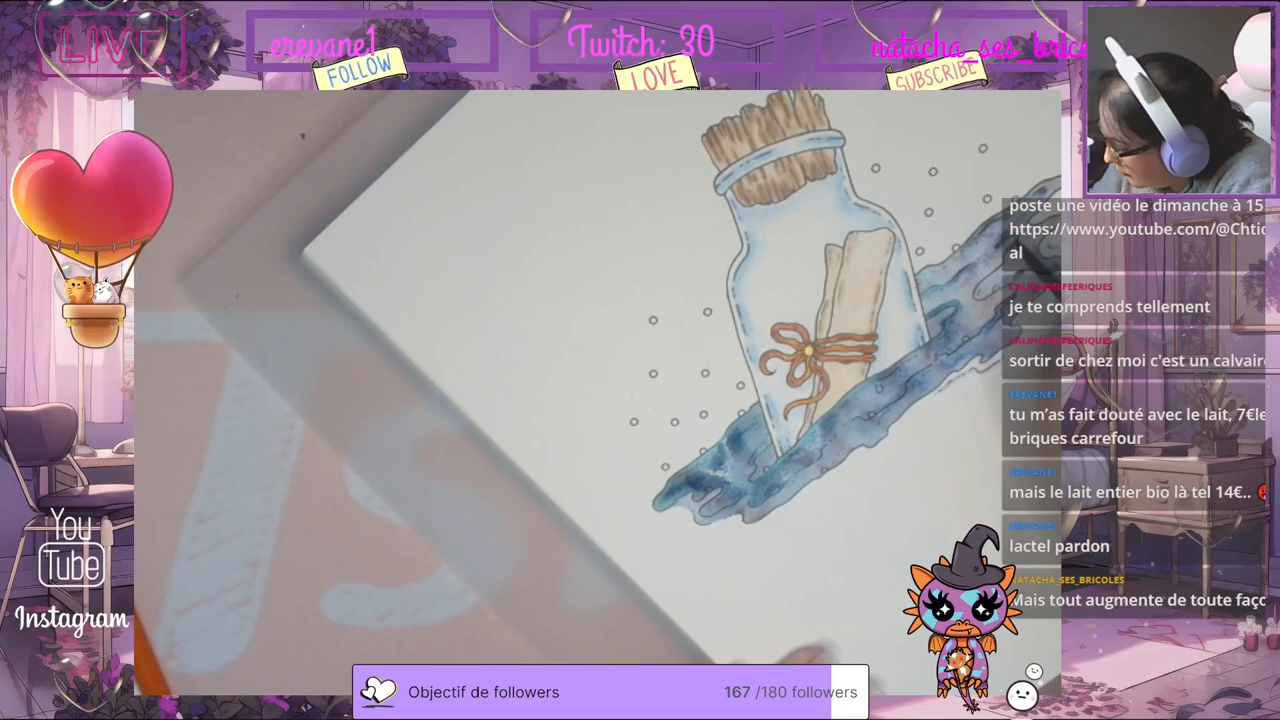 LIVE
erevane1
Twitch: 30
natacha_ses_brico
FOLLOW
LOVE
SUBSCRIBE
poste une vidéo le dimanche à 15
https://www.youtube.com/@Chtic
al
je te comprends tellement
sortir de chez moi c'est un calvair
EREVANE1
tu m'as fait douté avec le lait, 7€le
briques carrefour
EREVANE1
mais le lait entier bio là tel 14€..
EREVANE1
lactel pardon
NATACHA_SES_BRICOLES
Mais tout augmente de toute faço
You
Tube
Instagram
Objectif de followers
167 /180 followers